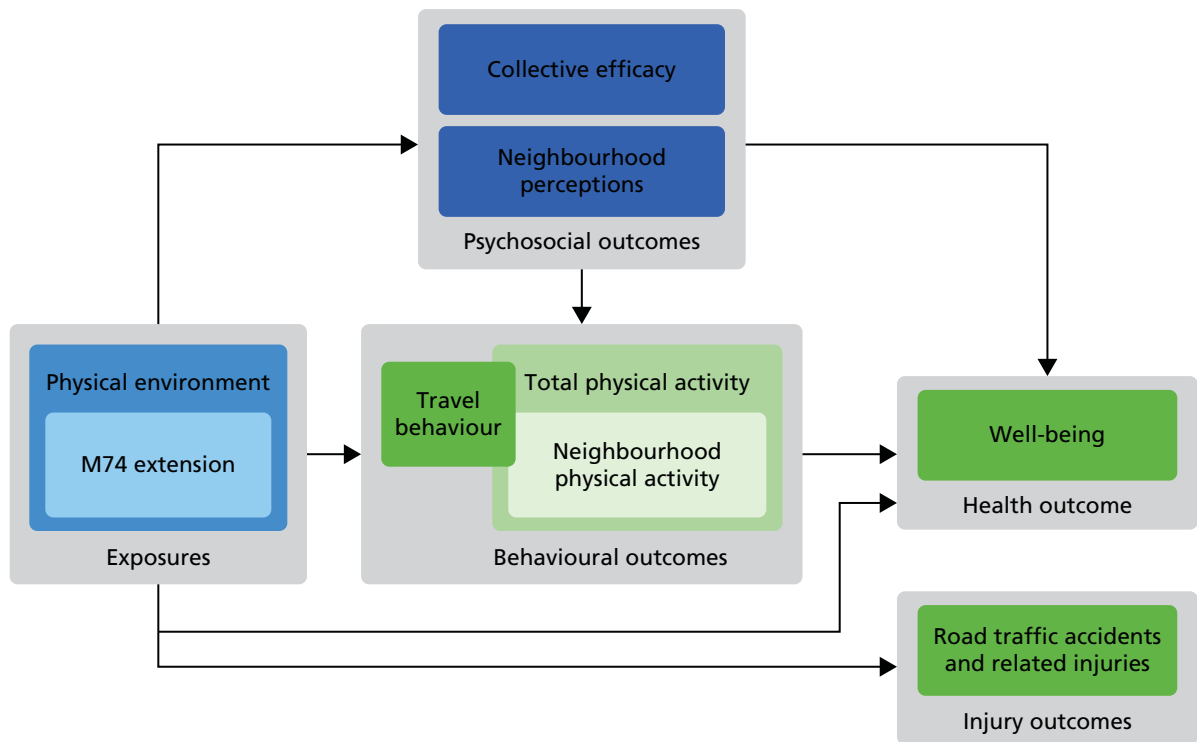 Collective efficacy
Neighbourhood
perceptions
Psychosocial outcomes
Physical environment
M74 extension
Exposures
Travel
behaviour
Total physical activity
Neighbourhood
physical activity
Behavioural outcomes
Well-being
Health outcome
Road traffic accidents
and related injuries
Injury outcomes